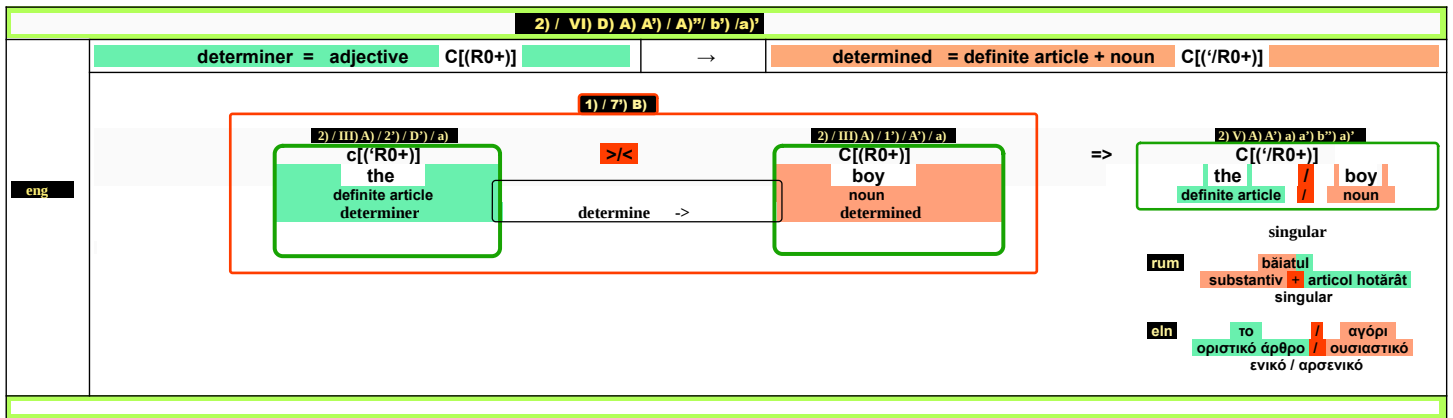 2) / VI) D) A) A’) / A)”/ b’) /a)’
determiner = adjective C[(R0+)] → determined = definite article + noun C[(‘/R0+)]
1) / 7’) B)
2) / III) A) / 2’) / D’) / a) 2) / III) A) / 1’) / A’) / a) 2) V) A) A’) a) a’) b”) a)’
c[(‘R0+)] >/< C[(R0+)] => C[(‘/R0+)]
the boy the / boy
eng definite article noun definite article / noun
determiner determine -> determined
singular
rum băiatul
substantiv + articol hotărât
singular
eln το / αγόρι
οριστικό άρθρο / ουσιαστικό
ενικό / αρσενικό